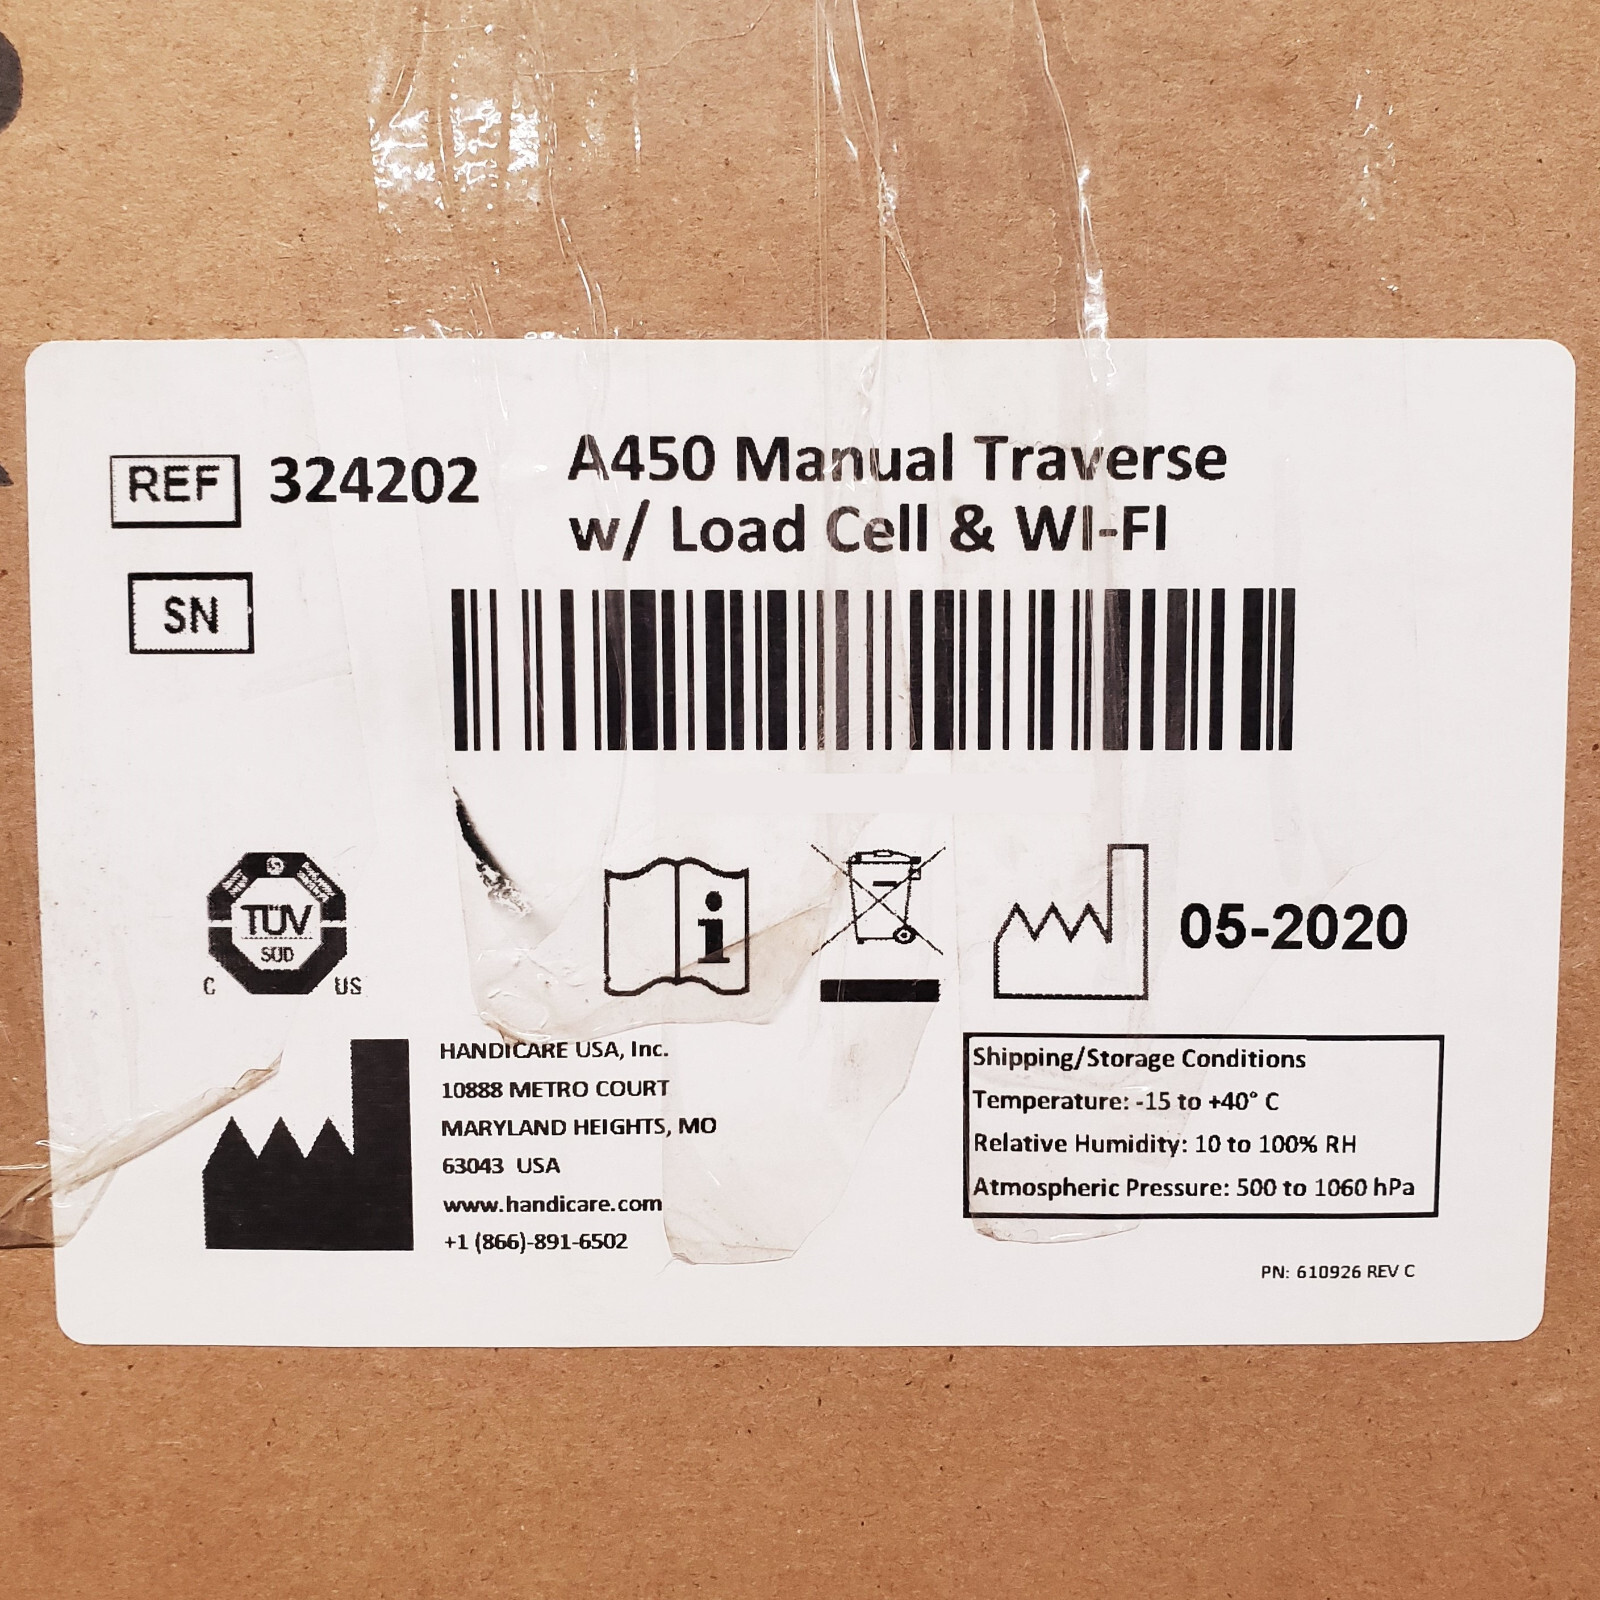 REF 324202
A450 Manual Traverse
w/ Load Cell & WI-FI
SN
TÜV
SÜD
C US
05-2020
HANDICARE USA, Inc.
10888 METRO COURT
MARYLAND HEIGHTS, MO
63043 USA
www.handicare.com
+1 (866)-891-6502
Shipping/Storage Conditions
Temperature: -15 to +40° C
Relative Humidity: 10 to 100% RH
Atmospheric Pressure: 500 to 1060 hPa
PN: 610926 REV C